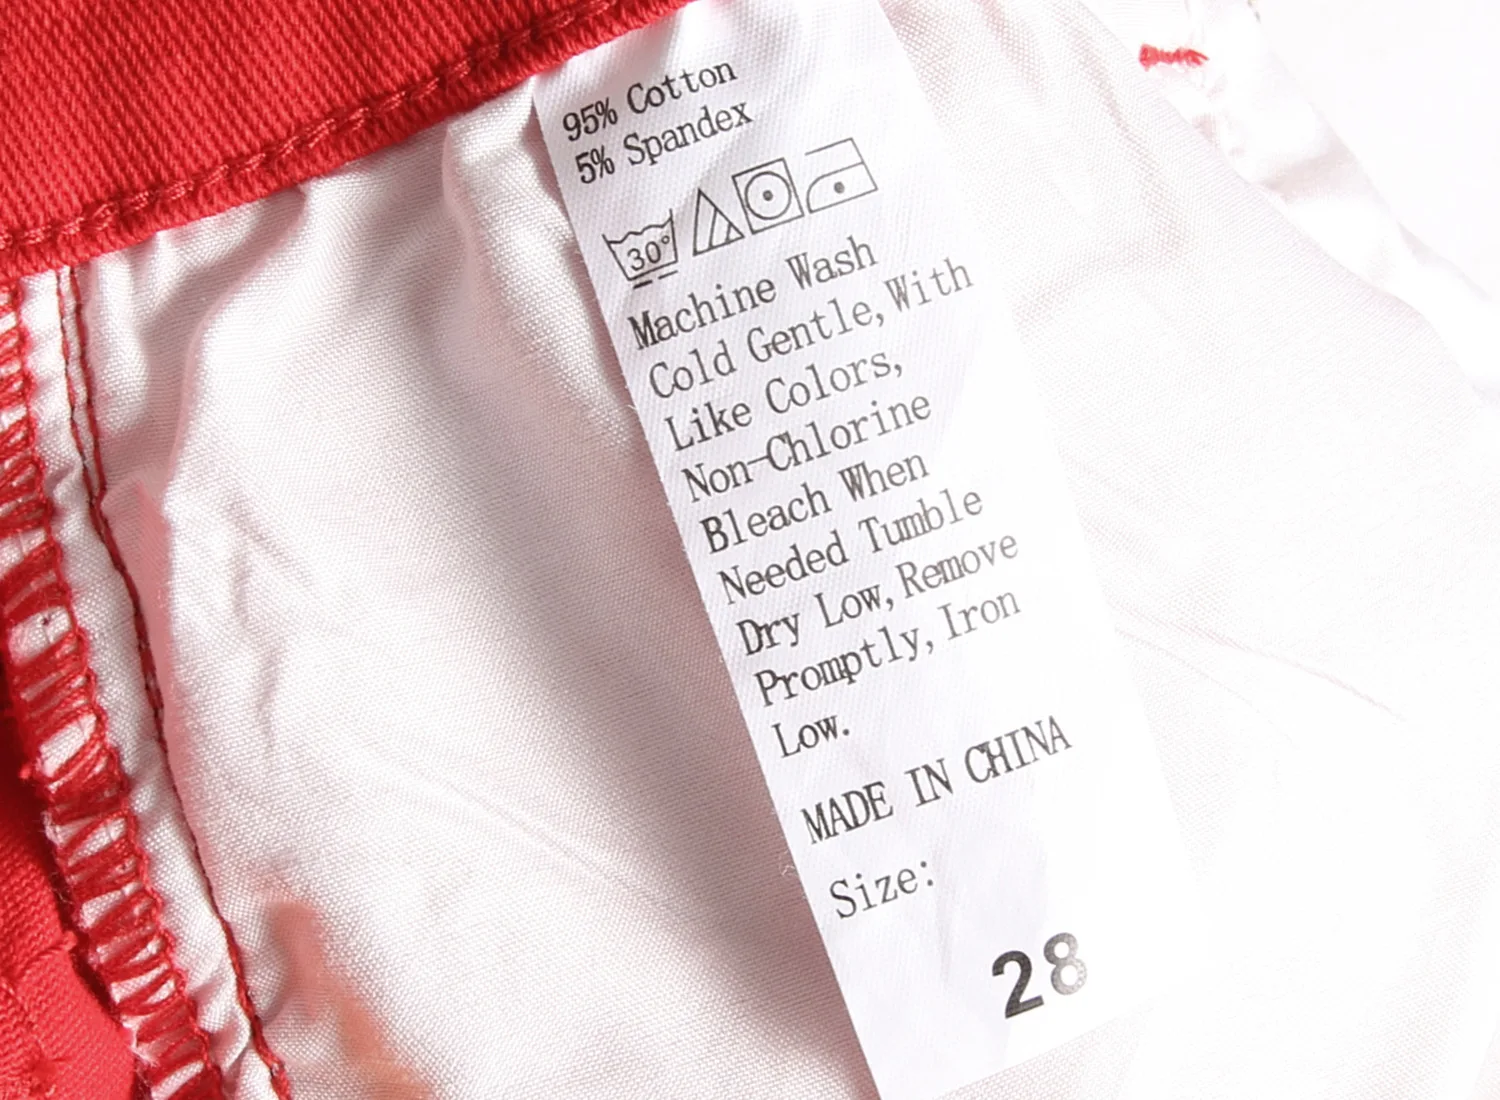 95% Cotton
5% Spandex
30°
Machine Wash
Cold Gentle, With
Like Colors,
Non-Chlorine
Bleach When
Needed Tumble
Dry Low, Remove
Promptly, Iron
Low.
MADE IN CHINA
Size:
28